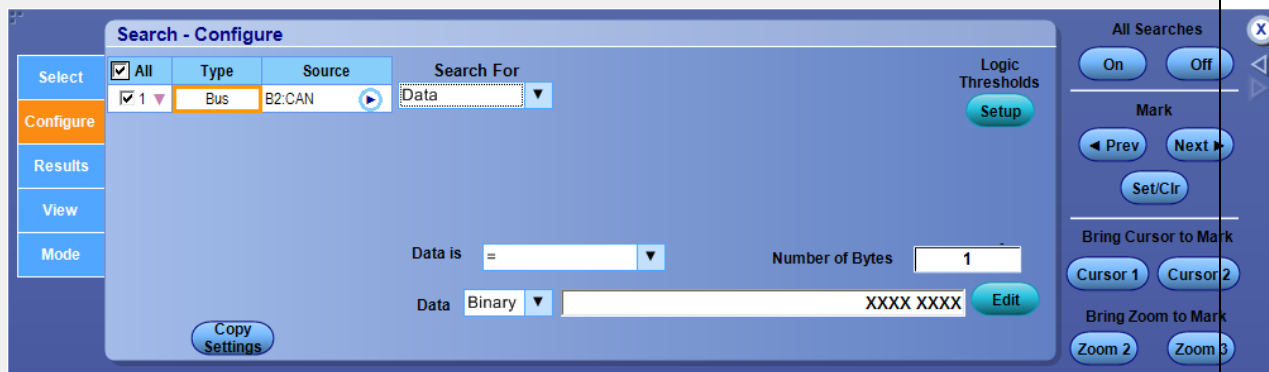 Search - Configure
Select
Configure
Results
View
Mode
All Type Source
1 Bus B2:CAN
Search For
Data
Logic
Thresholds
Setup
Data is = Number of Bytes 1
Data Binary XXXX XXXX Edit
Copy
Settings
All Searches
On Off
X
Mark
◄ Prev Next ►
Set/Clr
Bring Cursor to Mark
Cursor 1 Cursor 2
Bring Zoom to Mark
Zoom 2 Zoom 3